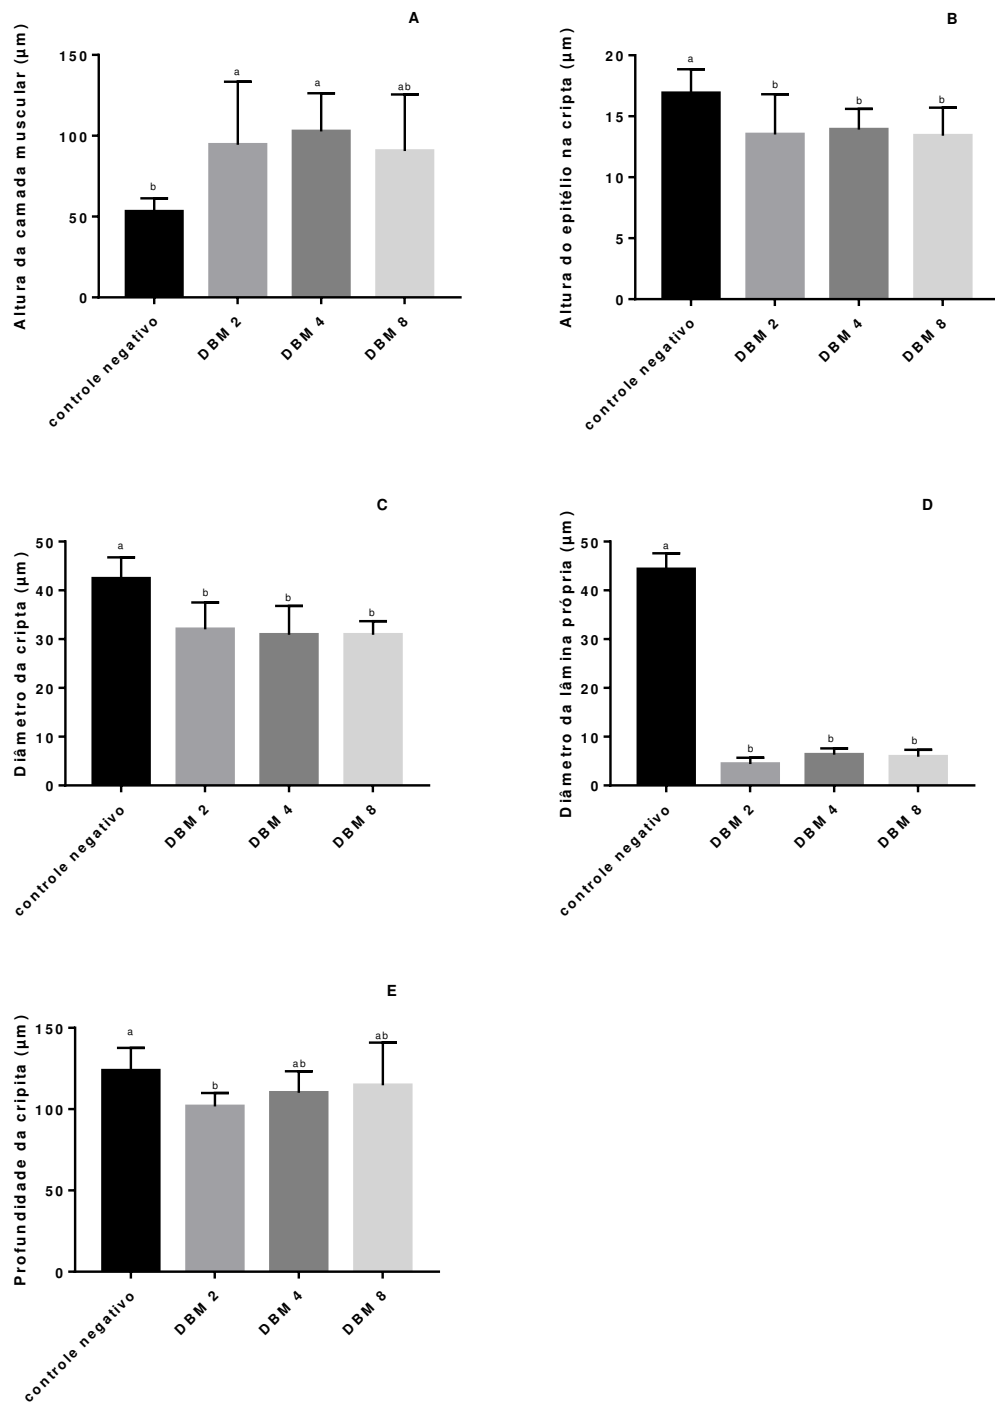 A
Altura da camada muscular (µm)
150
100
50
0
b
a
a
ab
controle negativo
DBM 2
DBM 4
DBM 8
B
Altura do epitélio na cripta (µm)
20
15
10
5
0
a
b
b
b
controle negativo
DBM 2
DBM 4
DBM 8
C
Diâmetro da cripta (µm)
50
40
30
20
10
0
a
b
b
b
controle negativo
DBM 2
DBM 4
DBM 8
D
Diâmetro da lâmina própria (µm)
50
40
30
20
10
0
a
b
b
b
controle negativo
DBM 2
DBM 4
DBM 8
E
Profundidade da cripita (µm)
150
100
50
0
a
b
ab
ab
controle negativo
DBM 2
DBM 4
DBM 8